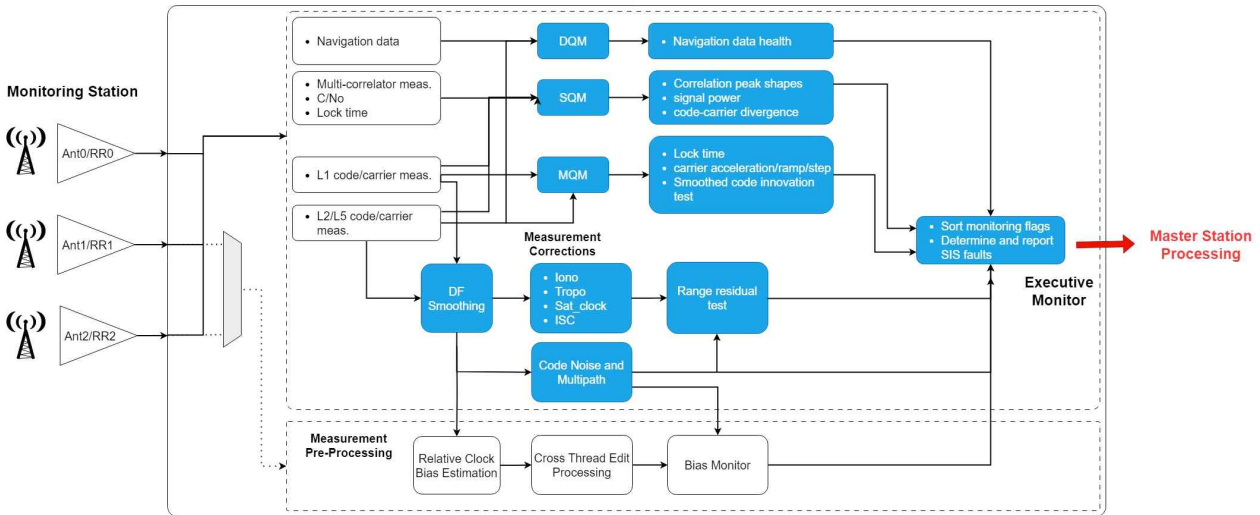 Monitoring Station
Ant0/RR0
Ant1/RR1
Ant2/RR2
• Navigation data
• Multi-correlator meas.
• C/No
• Lock time
• L1 code/carrier meas.
• L2/L5 code/carrier
meas.
DQM
SQM
MQM
• Navigation data health
• Correlation peak shapes
• signal power
• code-carrier divergence
• Lock time
• carrier acceleration/ramp/step
• Smoothed code innovation
test
Measurement
Corrections
DF
Smoothing
• Iono
• Tropo
• Sat_clock
• ISC
Range residual
test
Code Noise and
Multipath
• Sort monitoring flags
• Determine and report
SIS faults
Executive
Monitor
Master Station
Processing
Measurement
Pre-Processing
Relative Clock
Bias Estimation
Cross Thread Edit
Processing
Bias Monitor